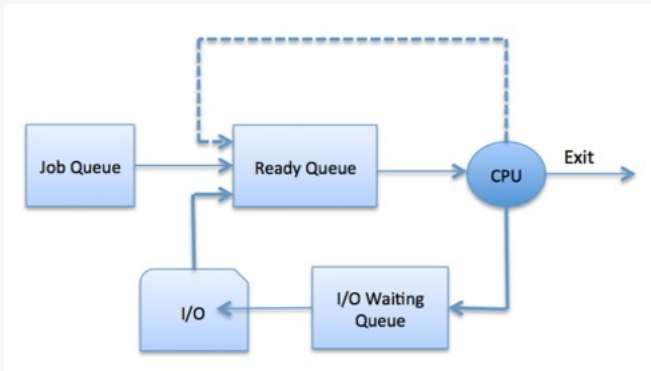 Job Queue
Ready Queue
CPU
Exit
I/O
I/O Waiting
Queue